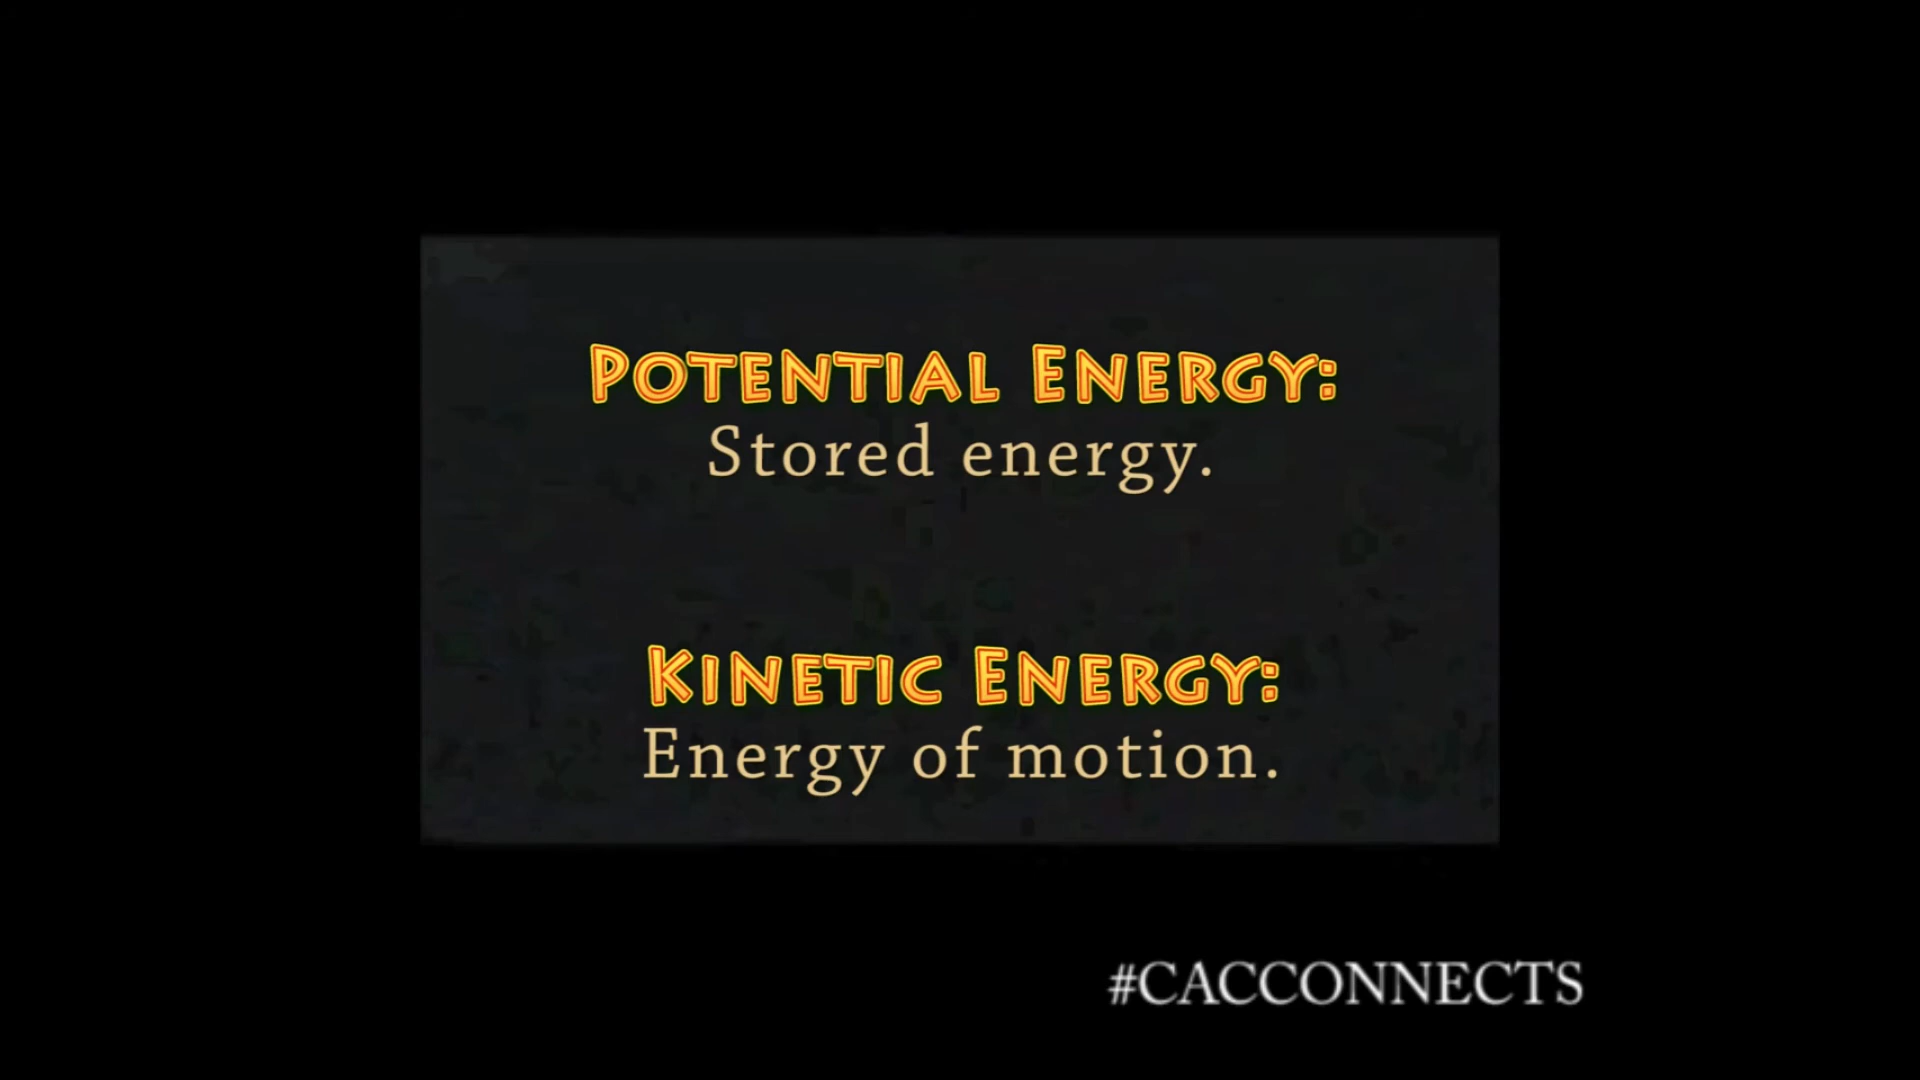 Potential Energy:
Stored energy.
Kinetic Energy:
Energy of motion.
#CACCONNECTS